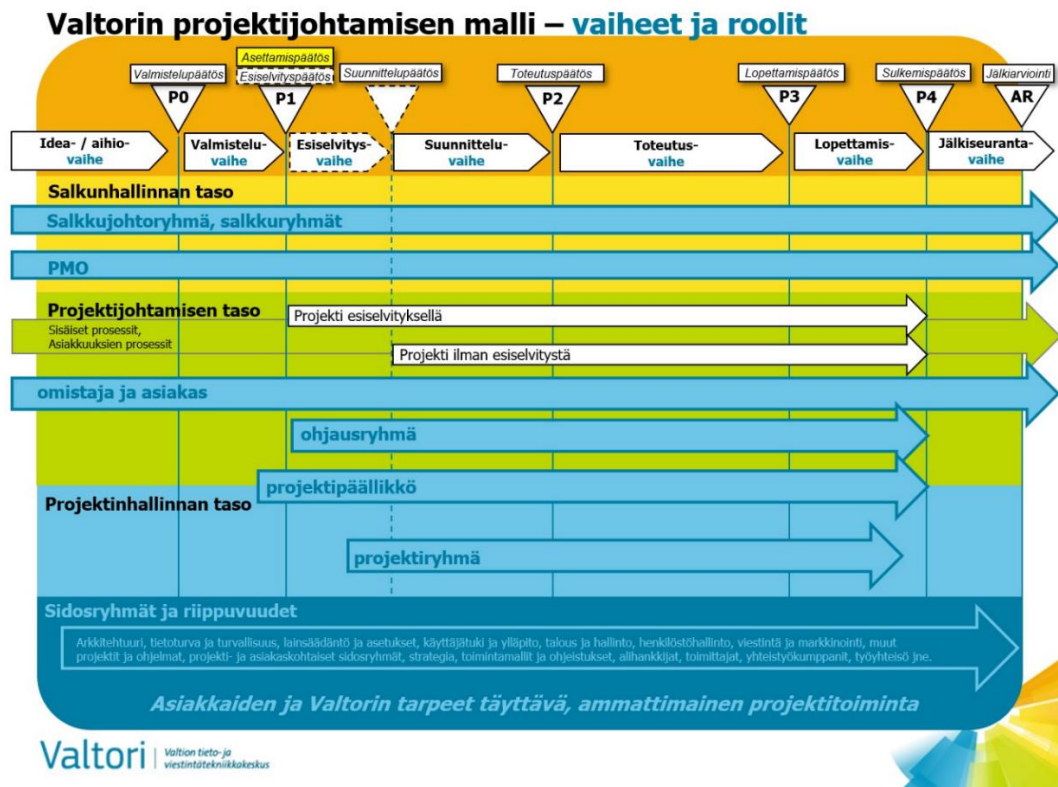 Valtorin projektijohtamisen malli – vaiheet ja roolit
Asettamispäätös
Valmistelupäätös
Esiselvityspäätös
Suunnittelupäätös
Toteutuspäätös
Lopettamispäätös
Sulkemispäätös
Jälkiarviointi
P0
P1
P2
P3
P4
AR
Idea- / aihio-
vaihe
Valmistelu-
vaihe
Esiselvitys-
vaihe
Suunnittelu-
vaihe
Toteutus-
vaihe
Lopettamis-
vaihe
Jälkiseuranta-
vaihe
Salkunhallinnan taso
Salkkujohtoryhmä, salkkuryhmät
PMO
Projektijohtamisen taso
Projekti esiselvityksellä
Sisäiset prosessit,
Asiakkuuksien prosessit
Projekti ilman esiselvitystä
omistaja ja asiakas
ohjausryhmä
projektipäällikkö
Projektinhallinnan taso
projektiryhmä
Sidosryhmät ja riippuvuudet
Arkkitehtuuri, tietoturva ja turvallisuus, lainsäädäntö ja asetukset, käyttäjätuki ja ylläpito, talous ja hallinto, henkilöstöhallinto, viestintä ja markkinointi, muut
projektit ja ohjelmat, projekti- ja asiakaskohtaiset sidosryhmät, strategia, toimintamallit ja ohjeistukset, alihankkijat, toimittajat, yhteistyökumppanit, työyhteisö jne.
Asiakkaiden ja Valtorin tarpeet täyttävä, ammattimainen projektitoiminta
Valtori
Valtion tieto- ja
viestintätekniikkakeskus